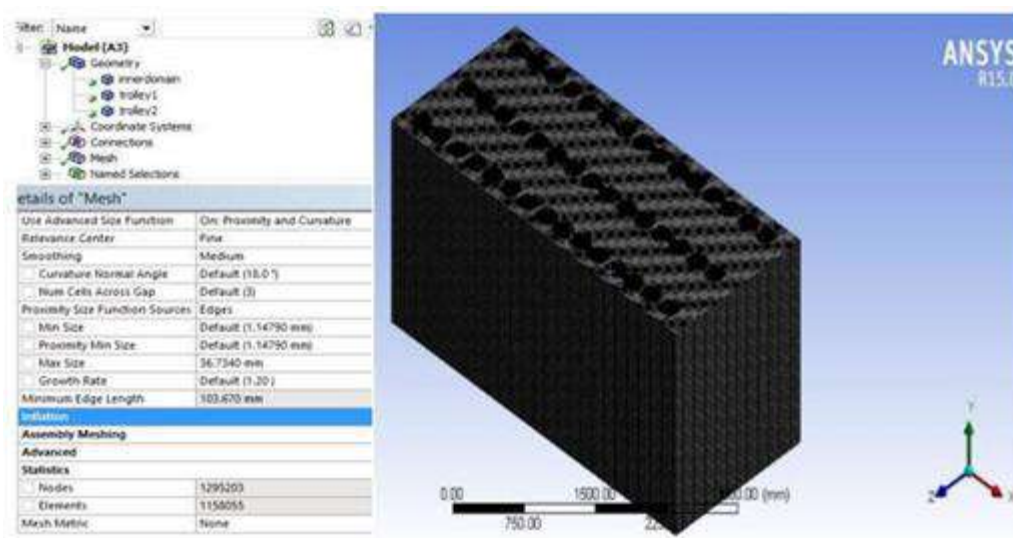 Name
Model (A3)
Geometry
innerdomain
trolley1
trolley2
Coordinate Systems
Connections
Mesh
Named Selections
etails of "Mesh"
Use Advanced Size Function On: Proximity and Curvature
Relevance Center Fine
Smoothing Medium
Curvature Normal Angle Default (18.0 °)
Num Cells Across Gap Default (3)
Proximity Size Function Sources Edges
Min Size Default (1.14790 mm)
Proximity Min Size Default (1.14790 mm)
Max Size 36.7340 mm
Growth Rate Default (1.20 )
Minimum Edge Length 103.670 mm
Inflation
Assembly Meshing
Advanced
Statistics
Nodes 1295203
Elements 1158055
Mesh Metric None
ANSYS
R15.0
0.00 1500.00 00.00 (mm)
750.00
Y
Z X